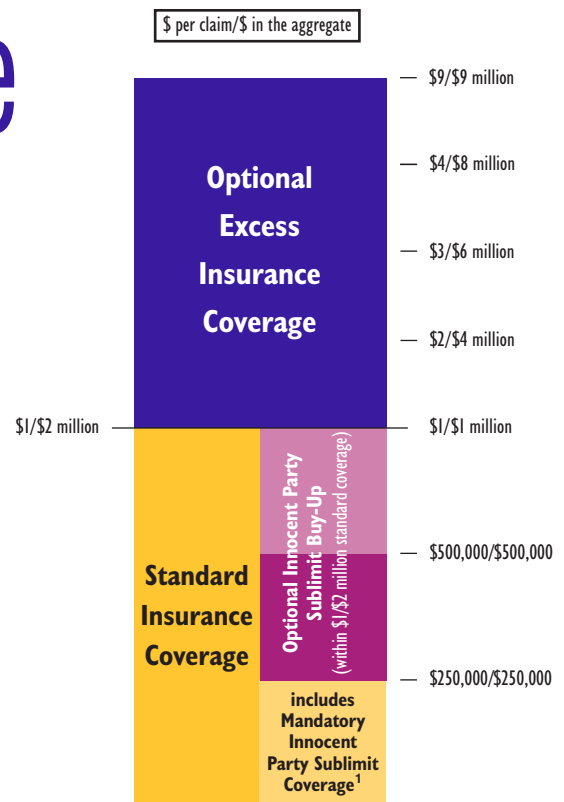 e
$ per claim/$ in the aggregate
$9/$9 million
$4/$8 million
$3/$6 million
$2/$4 million
Optional
Excess
Insurance
Coverage
$1/$2 million
$1/$1 million
Optional Innocent Party
Sublimit Buy-Up
(within $1/$2 million standard coverage)
$500,000/$500,000
Standard
Insurance
Coverage
$250,000/$250,000
includes
Mandatory
Innocent
Party Sublimit
Coverage¹